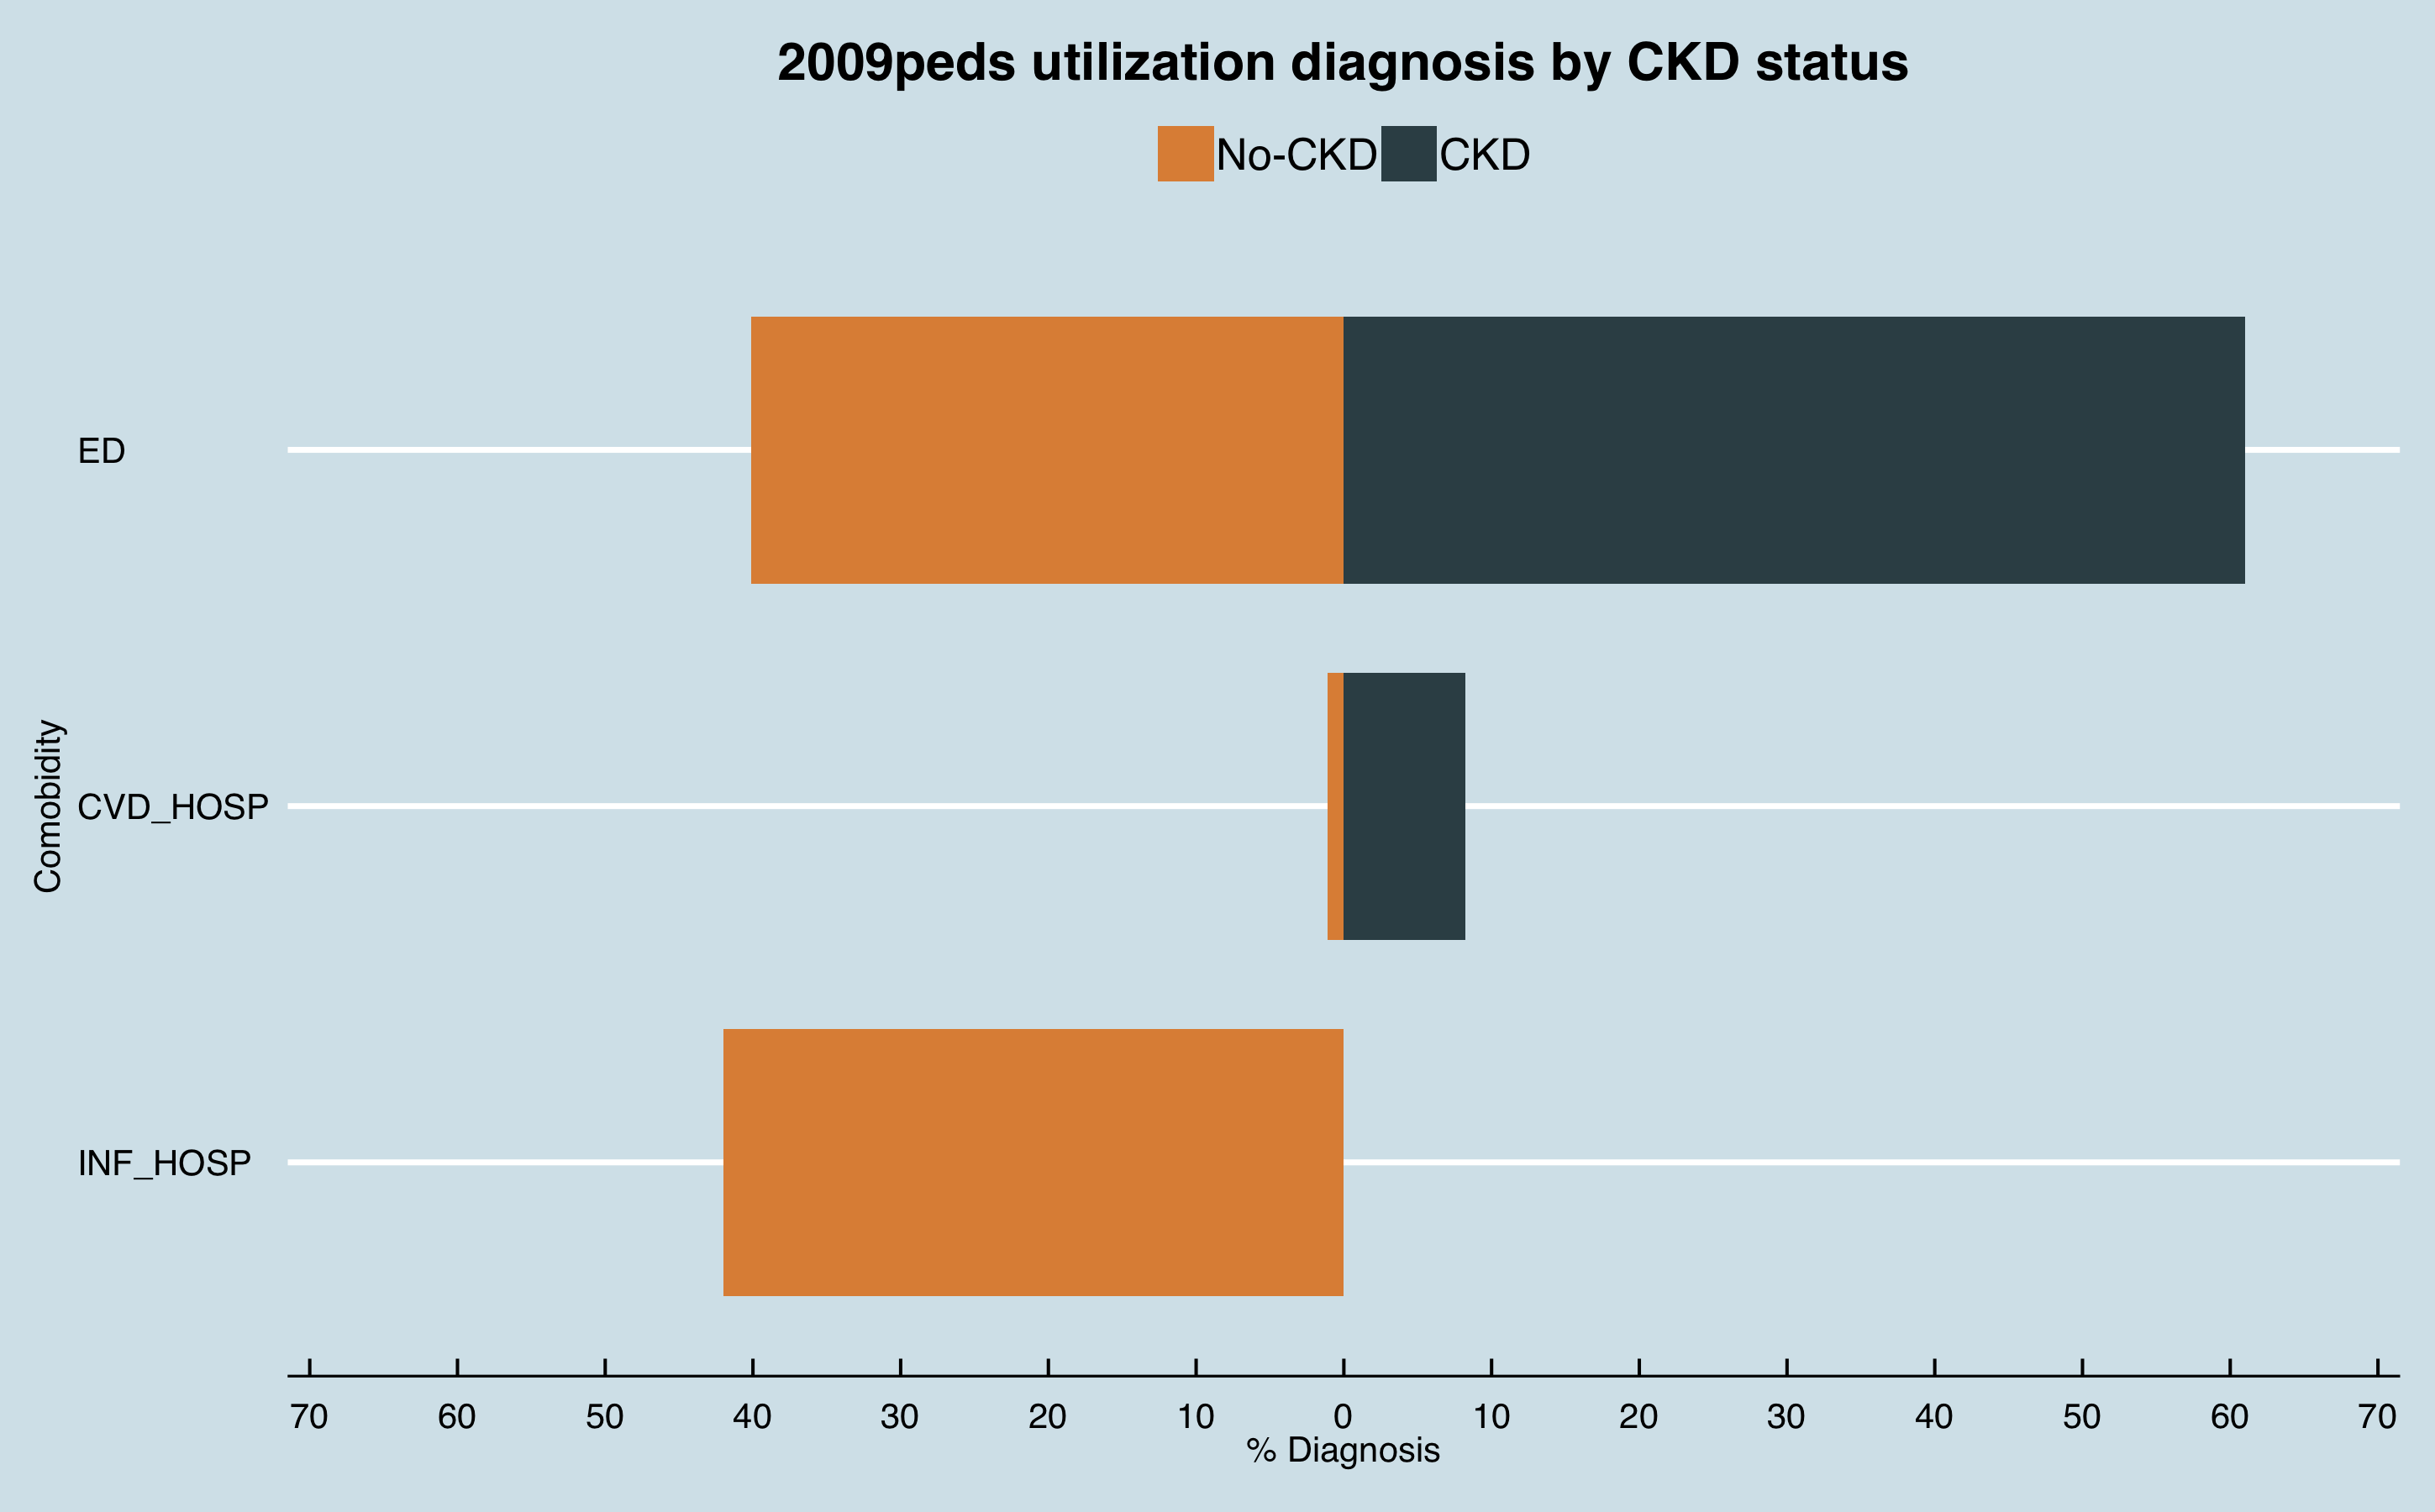 2009peds utilization diagnosis by CKD status
No-CKD CKD
ED
Comobidity
CVD_HOSP
INF_HOSP
70 60 50 40 30 20 10 0 10 20 30 40 50 60 70
% Diagnosis